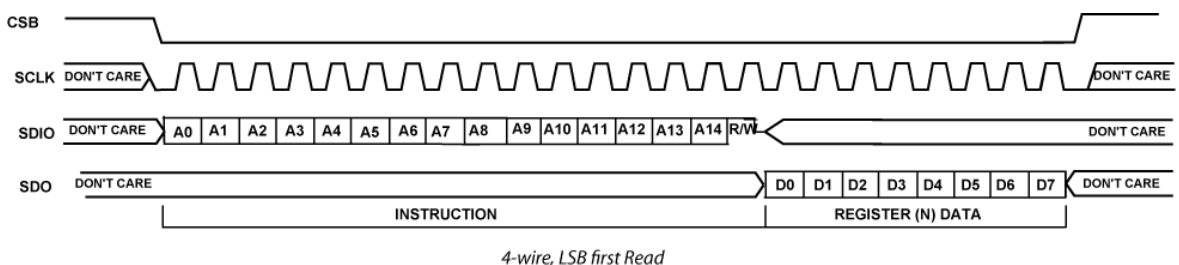 CSB
SCLK DON'T CARE DON'T CARE
SDIO DON'T CARE A0 A1 A2 A3 A4 A5 A6 A7 A8 A9 A10 A11 A12 A13 A14 R/W DON'T CARE
SDO DON'T CARE D0 D1 D2 D3 D4 D5 D6 D7 DON'T CARE
INSTRUCTION REGISTER (N) DATA
4-wire, LSB first Read